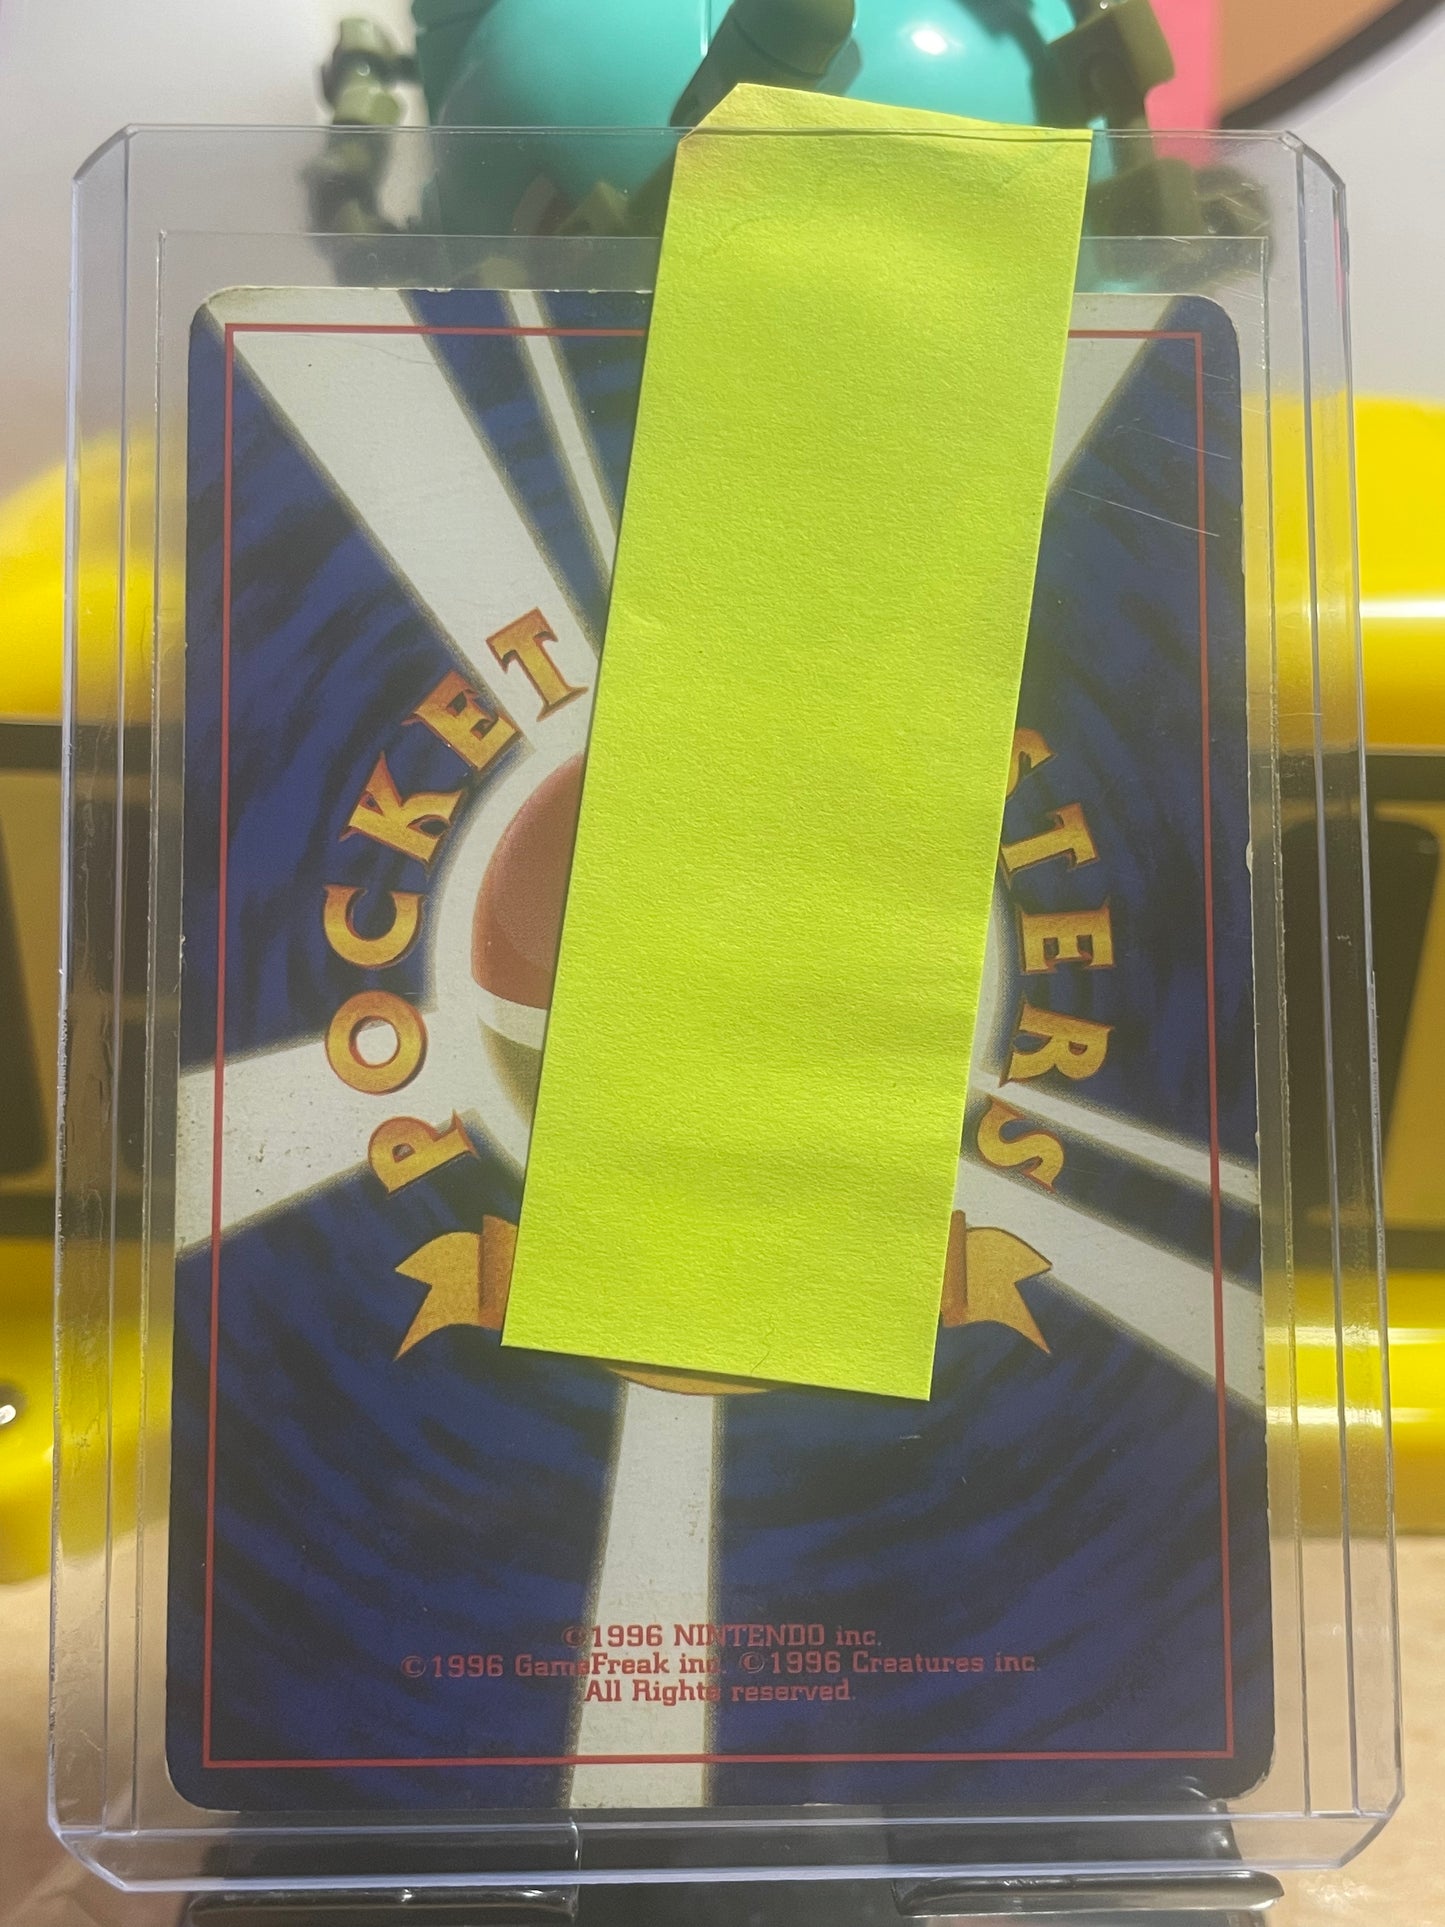 POCKET
STERS
©1996 NINTENDO inc.
©1996 GameFreak inc. ©1996 Creatures inc.
All Rights reserved.